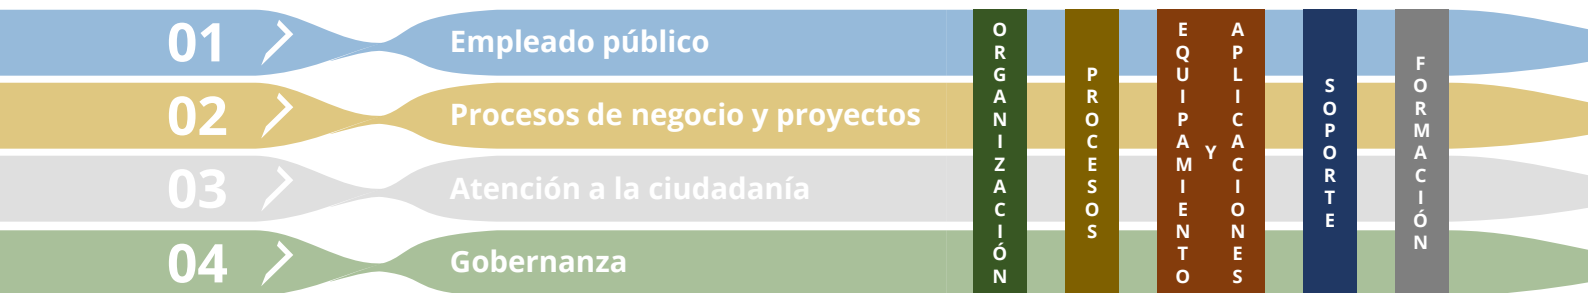 01 Empleado público
02 Procesos de negocio y proyectos
03 Atención a la ciudadanía
04 Gobernanza
ORGANIZACIÓN
PROCESOS
EQUIPAMIENTO
Y
APLICACIONES
SOPORTE
FORMACIÓN